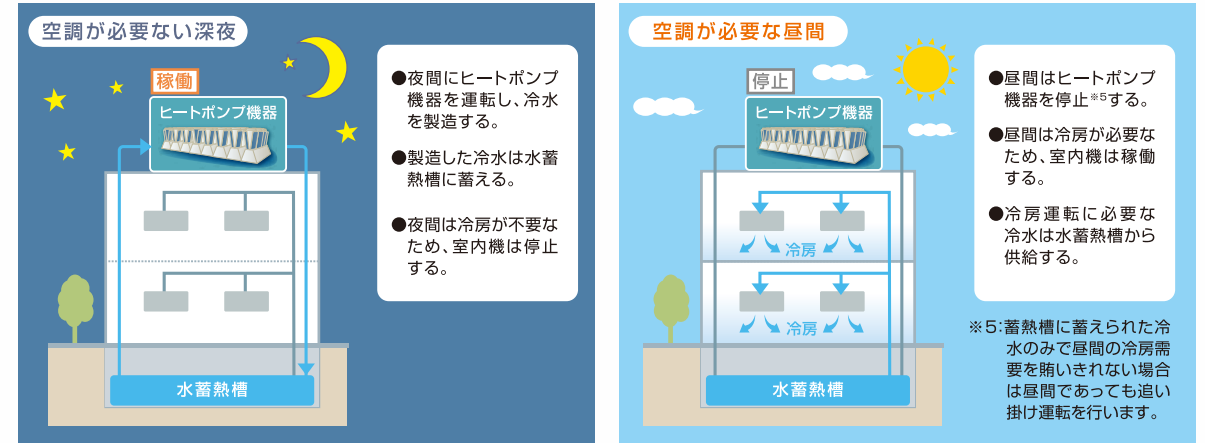 空調が必要ない深夜
稼働
ヒートポンプ機器
水蓄熱槽
●夜間にヒートポンプ
機器を運転し、冷水
を製造する。
●製造した冷水は水蓄
熱槽に蓄える。
●夜間は冷房が不要な
ため、室内機は停止
する。
空調が必要な昼間
停止
ヒートポンプ機器
冷房
冷房
水蓄熱槽
●昼間はヒートポンプ
機器を停止※5する。
●昼間は冷房が必要な
ため、室内機は稼働
する。
●冷房運転に必要な
冷水は水蓄熱槽から
供給する。
※5:蓄熱槽に蓄えられた冷
水のみで昼間の冷房需
要を賄いきれない場合
は昼間であっても追い
掛け運転を行います。